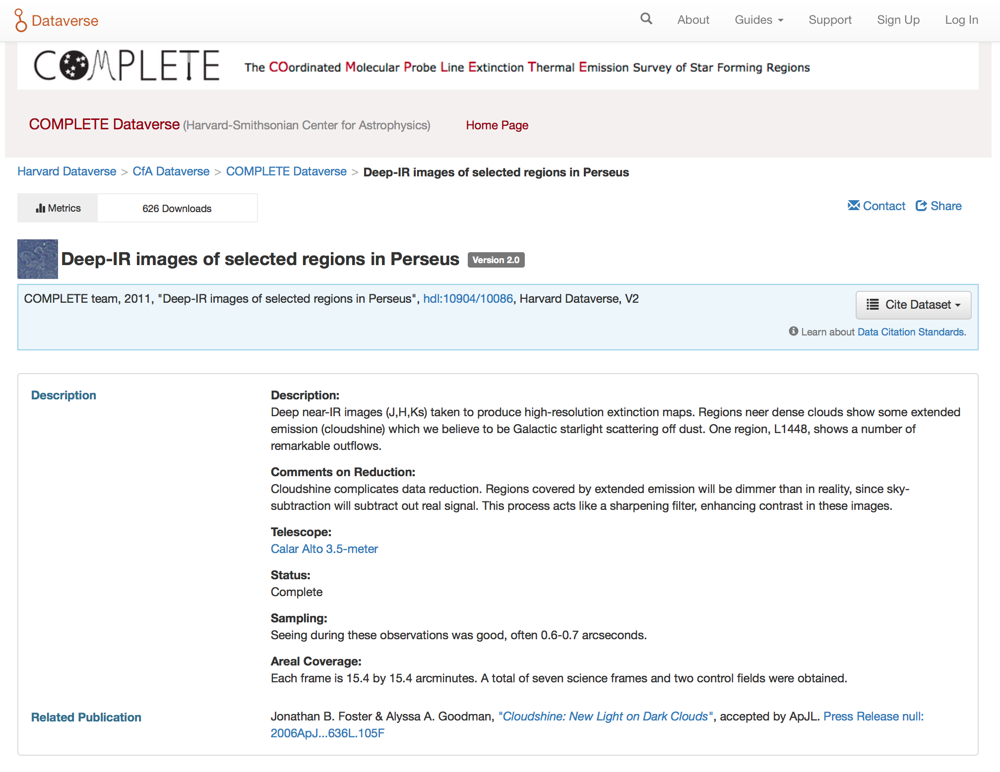 Dataverse
About Guides Support Sign Up Log In
COMPLETE The COordinated Molecular Probe Line Extinction Thermal Emission Survey of Star Forming Regions
COMPLETE Dataverse (Harvard-Smithsonian Center for Astrophysics) Home Page
Harvard Dataverse > CfA Dataverse > COMPLETE Dataverse > Deep-IR images of selected regions in Perseus
Metrics 626 Downloads
Contact Share
Deep-IR images of selected regions in Perseus Version 2.0
COMPLETE team, 2011, "Deep-IR images of selected regions in Perseus", hdl:10904/10086, Harvard Dataverse, V2
Cite Dataset
Learn about Data Citation Standards.
Description
Description:
Deep near-IR images (J,H,Ks) taken to produce high-resolution extinction maps. Regions neer dense clouds show some extended
emission (cloudshine) which we believe to be Galactic starlight scattering off dust. One region, L1448, shows a number of
remarkable outflows.
Comments on Reduction:
Cloudshine complicates data reduction. Regions covered by extended emission will be dimmer than in reality, since sky-
subtraction will subtract out real signal. This process acts like a sharpening filter, enhancing contrast in these images.
Telescope:
Calar Alto 3.5-meter
Status:
Complete
Sampling:
Seeing during these observations was good, often 0.6-0.7 arcseconds.
Areal Coverage:
Each frame is 15.4 by 15.4 arcminutes. A total of seven science frames and two control fields were obtained.
Related Publication
Jonathan B. Foster & Alyssa A. Goodman, "Cloudshine: New Light on Dark Clouds", accepted by ApJL. Press Release null:
2006ApJ...636L.105F